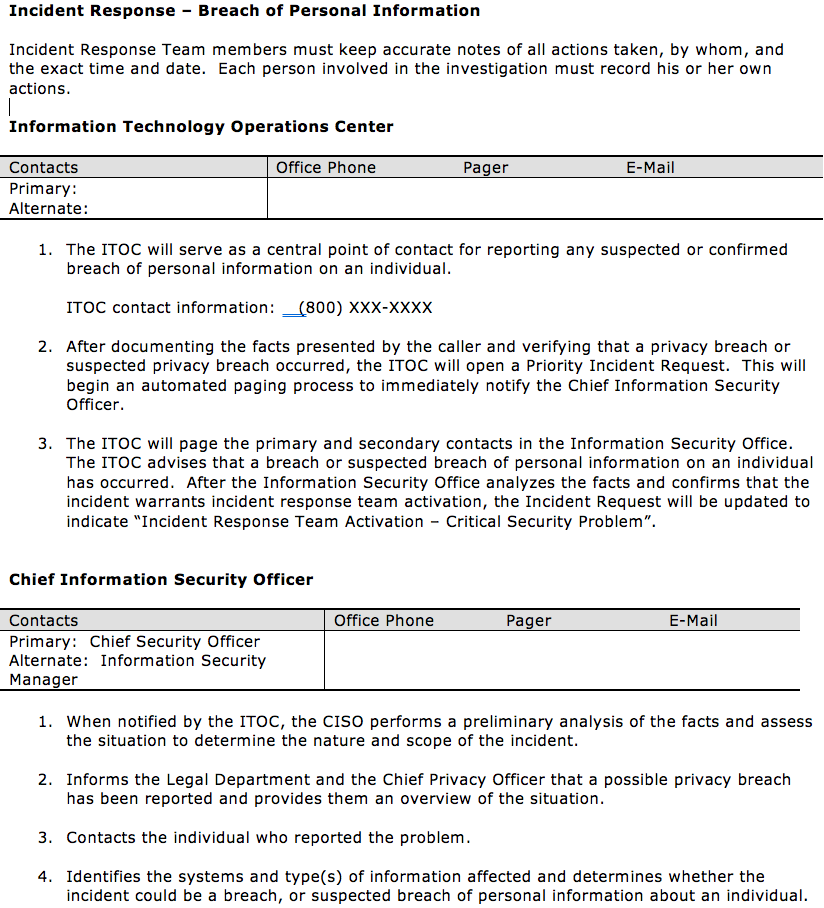 Incident Response – Breach of Personal Information
Incident Response Team members must keep accurate notes of all actions taken, by whom, and
the exact time and date.  Each person involved in the investigation must record his or her own
actions.
Information Technology Operations Center
Contacts Office Phone Pager E-Mail
Primary:
Alternate:
1. The ITOC will serve as a central point of contact for reporting any suspected or confirmed
breach of personal information on an individual.
ITOC contact information: __(800) XXX-XXXX
2. After documenting the facts presented by the caller and verifying that a privacy breach or
suspected privacy breach occurred, the ITOC will open a Priority Incident Request.  This will
begin an automated paging process to immediately notify the Chief Information Security
Officer.
3. The ITOC will page the primary and secondary contacts in the Information Security Office.
The ITOC advises that a breach or suspected breach of personal information on an individual
has occurred.  After the Information Security Office analyzes the facts and confirms that the
incident warrants incident response team activation, the Incident Request will be updated to
indicate “Incident Response Team Activation – Critical Security Problem”.
Chief Information Security Officer
Contacts Office Phone Pager E-Mail
Primary:  Chief Security Officer
Alternate:  Information Security
Manager
1. When notified by the ITOC, the CISO performs a preliminary analysis of the facts and assess
the situation to determine the nature and scope of the incident.
2. Informs the Legal Department and the Chief Privacy Officer that a possible privacy breach
has been reported and provides them an overview of the situation.
3. Contacts the individual who reported the problem.
4. Identifies the systems and type(s) of information affected and determines whether the
incident could be a breach, or suspected breach of personal information about an individual.